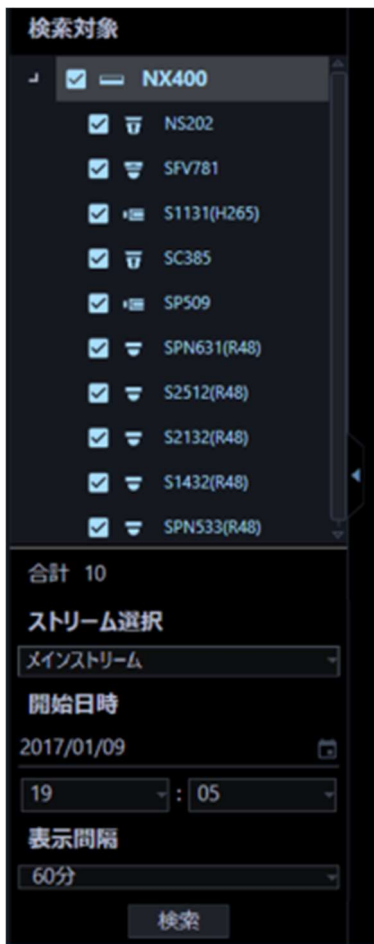 検索対象
NX400
NS202
SFV781
S1131(H265)
SC385
SP509
SPN631(R48)
S2512(R48)
S2132(R48)
S1432(R48)
SPN533(R48)
合計 10
ストリーム選択
メインストリーム
開始日時
2017/01/09
19 : 05
表示間隔
60分
検索